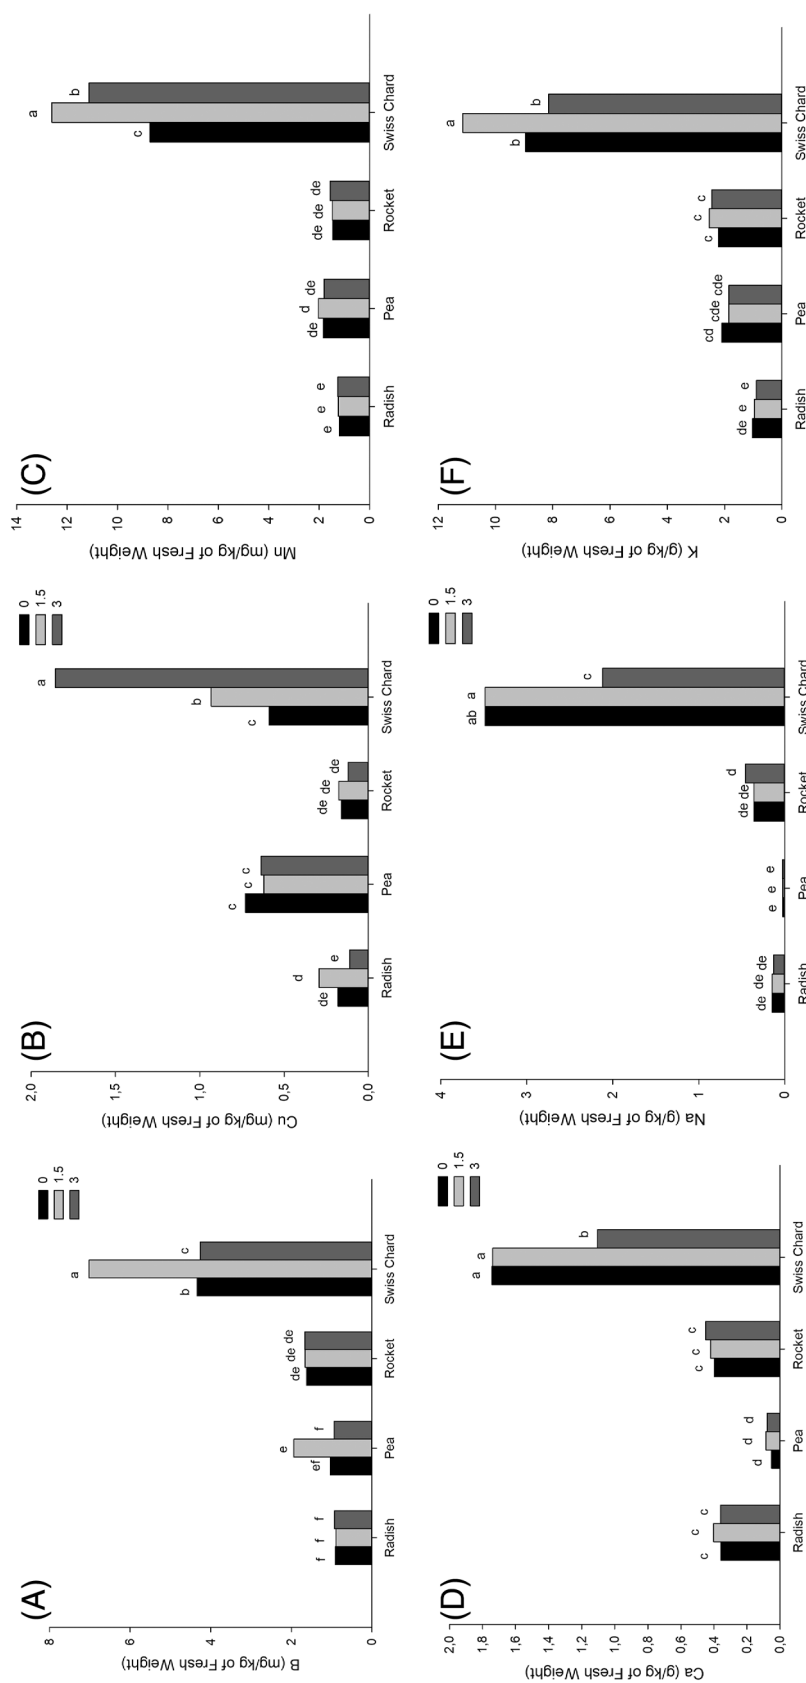 (A)
0
1.5
3
B (mg/kg of Fresh Weight)
8
6
4
2
0
f f f
ef e f
de de de
b a c
Radish Pea Rocket Swiss Chard
(B)
0
1.5
3
Cu (mg/kg of Fresh Weight)
2,0
1,5
1,0
0,5
0,0
de d e
c c c
de de de
c b a
Radish Pea Rocket Swiss Chard
(C)
Mn (mg/kg of Fresh Weight)
14
12
10
8
6
4
2
0
e e e
de d de
de de de
c a b
Radish Pea Rocket Swiss Chard
(D)
0
1.5
3
Ca (g/kg of Fresh Weight)
2,0
1,8
1,6
1,4
1,2
1,0
0,8
0,6
0,4
0,2
0,0
c c c
d d d
c c c
a a b
Radish Pea Rocket Swiss Chard
(E)
0
1.5
3
Na (g/kg of Fresh Weight)
4
3
2
1
0
de de de
e e e
de de d
ab a c
Radish Pea Rocket Swiss Chard
(F)
K (g/kg of Fresh Weight)
12
10
8
6
4
2
0
de e e
cd cde cde
c c c
b a b
Radish Pea Rocket Swiss Chard